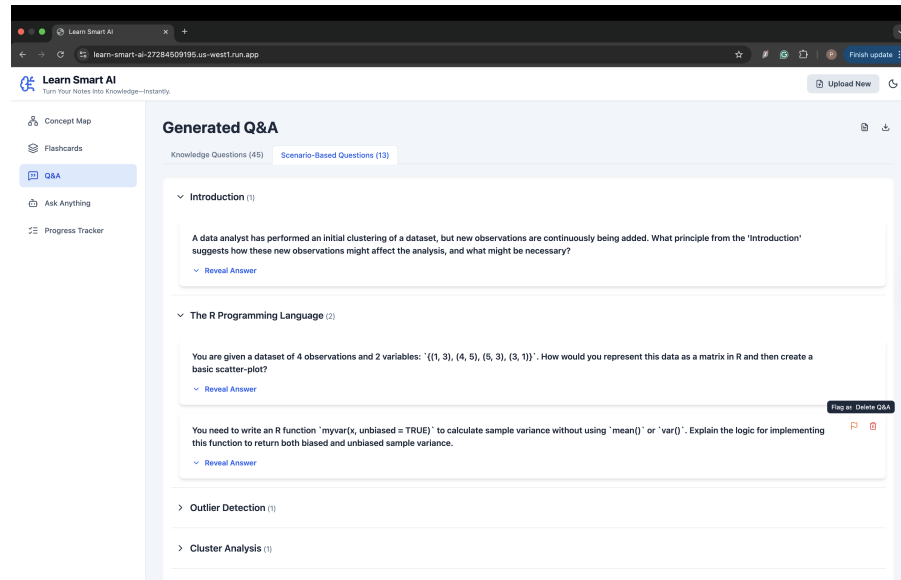 Learn Smart AI
learn-smart-ai-27284509195.us-west1.run.app
P
Finish update
Learn Smart AI
Turn Your Notes Into Knowledge—Instantly.
Upload New
Concept Map
Flashcards
Q&A
Ask Anything
Progress Tracker
Generated Q&A
Knowledge Questions (45)
Scenario-Based Questions (13)
Introduction (1)
A data analyst has performed an initial clustering of a dataset, but new observations are continuously being added. What principle from the 'Introduction'
suggests how these new observations might affect the analysis, and what might be necessary?
Reveal Answer
The R Programming Language (2)
You are given a dataset of 4 observations and 2 variables: `{(1, 3), (4, 5), (5, 3), (3, 1)}`. How would you represent this data as a matrix in R and then create a
basic scatter-plot?
Reveal Answer
Flag as
Delete Q&A
You need to write an R function `myvar(x, unbiased = TRUE)` to calculate sample variance without using `mean()` or `var()`. Explain the logic for implementing
this function to return both biased and unbiased sample variance.
Reveal Answer
Outlier Detection (1)
Cluster Analysis (1)